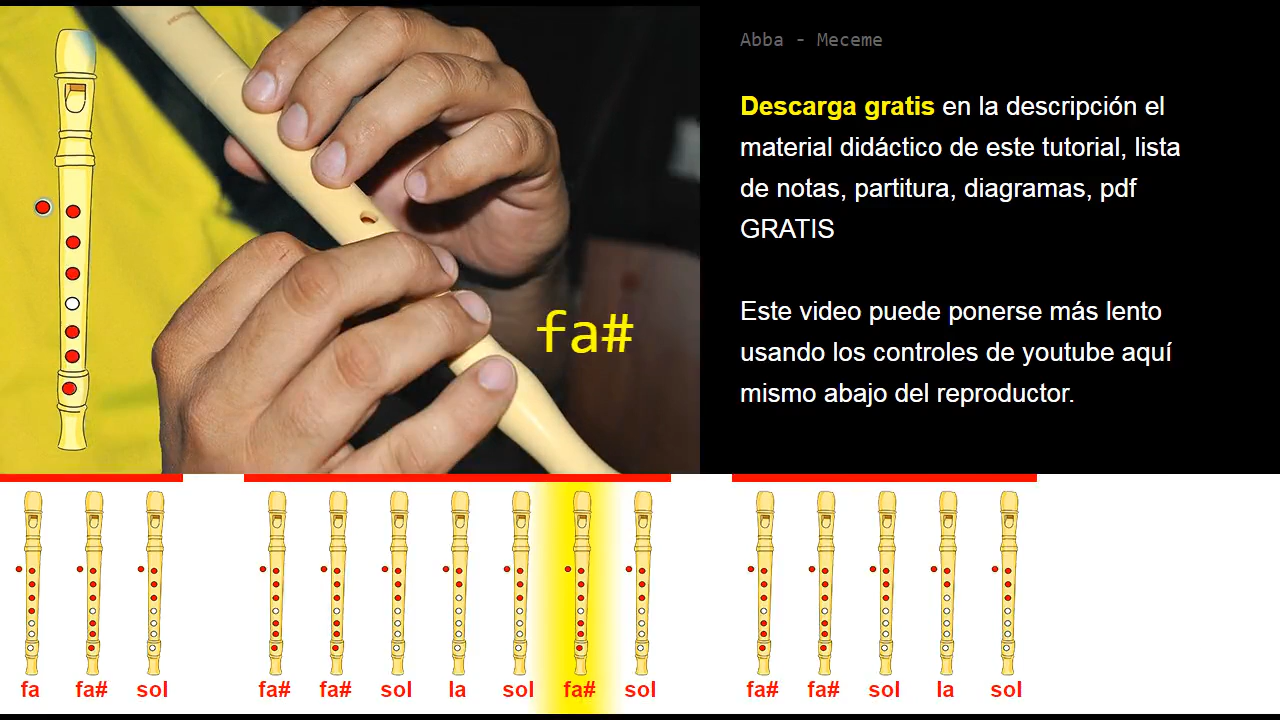 Abba - Meceme
Descarga gratis en la descripción el
material didáctico de este tutorial, lista
de notas, partitura, diagramas, pdf
GRATIS
Este video puede ponerse más lento
usando los controles de youtube aquí
mismo abajo del reproductor.
fa#
fa fa# sol fa# fa# sol la sol fa# sol fa# fa# sol la sol